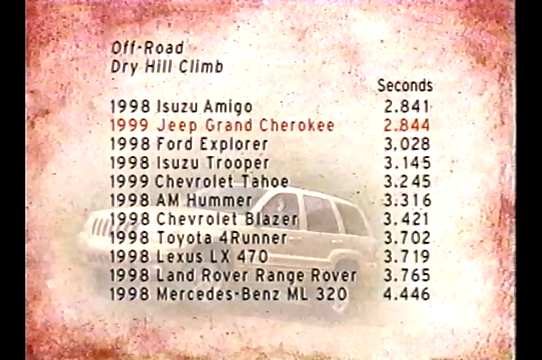 Off-Road
Dry Hill Climb
Seconds
1998 Isuzu Amigo 2.841
1999 Jeep Grand Cherokee 2.844
1998 Ford Explorer 3.028
1998 Isuzu Trooper 3.145
1999 Chevrolet Tahoe 3.245
1998 AM Hummer 3.316
1998 Chevrolet Blazer 3.421
1998 Toyota 4Runner 3.702
1998 Lexus LX 470 3.719
1998 Land Rover Range Rover 3.765
1998 Mercedes-Benz ML 320 4.446